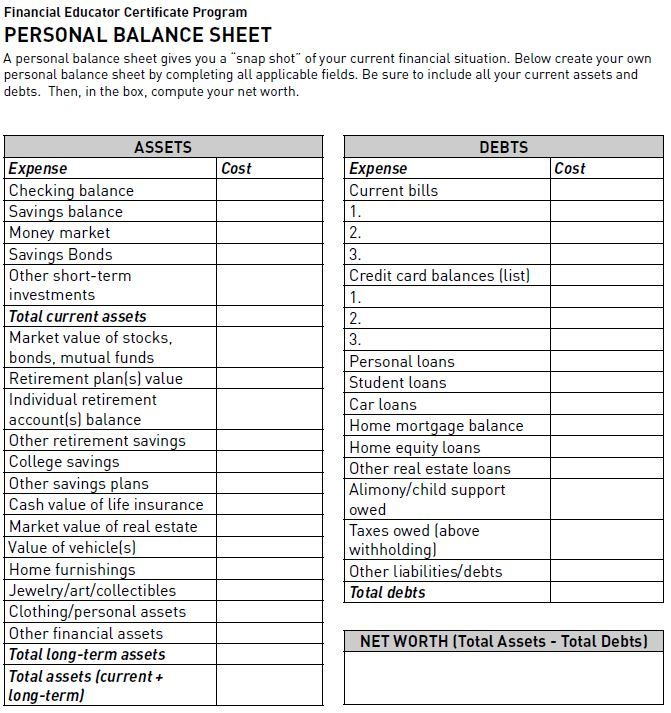 Financial Educator Certificate Program
PERSONAL BALANCE SHEET
A personal balance sheet gives you a “snap shot” of your current financial situation. Below create your own
personal balance sheet by completing all applicable fields. Be sure to include all your current assets and
debts. Then, in the box, compute your net worth.
ASSETS
Expense Cost
Checking balance
Savings balance
Money market
Savings Bonds
Other short-term
investments
Total current assets
Market value of stocks,
bonds, mutual funds
Retirement plan(s) value
Individual retirement
account(s) balance
Other retirement savings
College savings
Other savings plans
Cash value of life insurance
Market value of real estate
Value of vehicle(s)
Home furnishings
Jewelry/art/collectibles
Clothing/personal assets
Other financial assets
Total long-term assets
Total assets (current +
long-term)
DEBTS
Expense Cost
Current bills
1.
2.
3.
Credit card balances (list)
1.
2.
3.
Personal loans
Student loans
Car loans
Home mortgage balance
Home equity loans
Other real estate loans
Alimony/child support
owed
Taxes owed (above
withholding)
Other liabilities/debts
Total debts
NET WORTH (Total Assets - Total Debts)